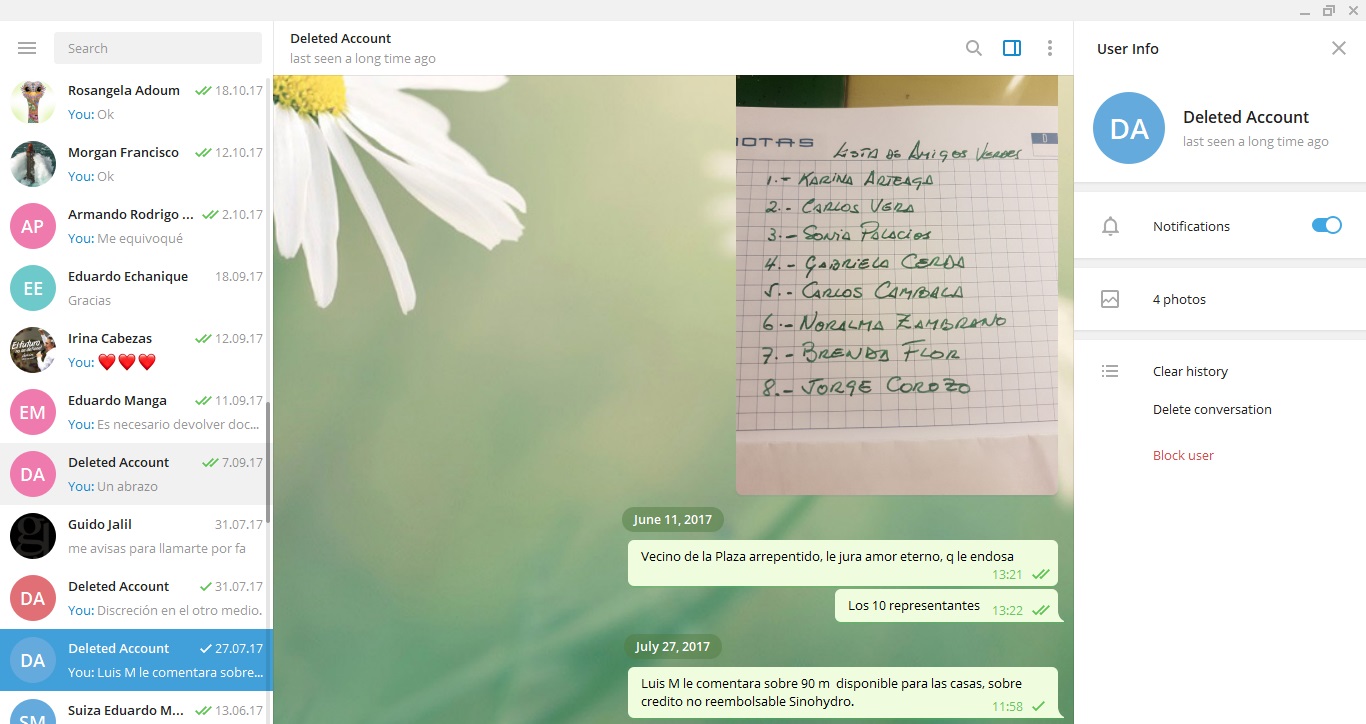 Search
Rosangela Adoum 18.10.17
You: Ok
Morgan Francisco 12.10.17
You: Ok
AP
Armando Rodrigo ... 2.10.17
You: Me equivoqué
EE
Eduardo Echanique 18.09.17
Gracias
Irina Cabezas 12.09.17
You: ❤️❤️❤️
EM
Eduardo Manga 11.09.17
You: Es necesario devolver doc...
DA
Deleted Account 7.09.17
You: Un abrazo
Guido Jalil 31.07.17
me avisas para llamarte por fa
DA
Deleted Account 31.07.17
You: Discreción en el otro medio.
DA
Deleted Account 27.07.17
You: Luis M le comentara sobre...
SM
Suiza Eduardo M... 13.06.17
Deleted Account
last seen a long time ago
LISTA DE AMIGOS VERDES
1.- KARINA ARTEAGA
2.- CARLOS VERA
3.- SONIA PALACIOS
4.- GABRIELA CERDA
5.- CARLOS CAMBALA
6.- NORALMA ZAMBRANO
7.- BRENDA FLOR
8.- JORGE COROZO
June 11, 2017
Vecino de la Plaza arrepentido, le jura amor eterno, q le endosa
13:21
Los 10 representantes 13:22
July 27, 2017
Luis M le comentara sobre 90 m disponible para las casas, sobre
credito no reembolsable Sinohydro. 11:58
User Info
DA
Deleted Account
last seen a long time ago
Notifications
4 photos
Clear history
Delete conversation
Block user